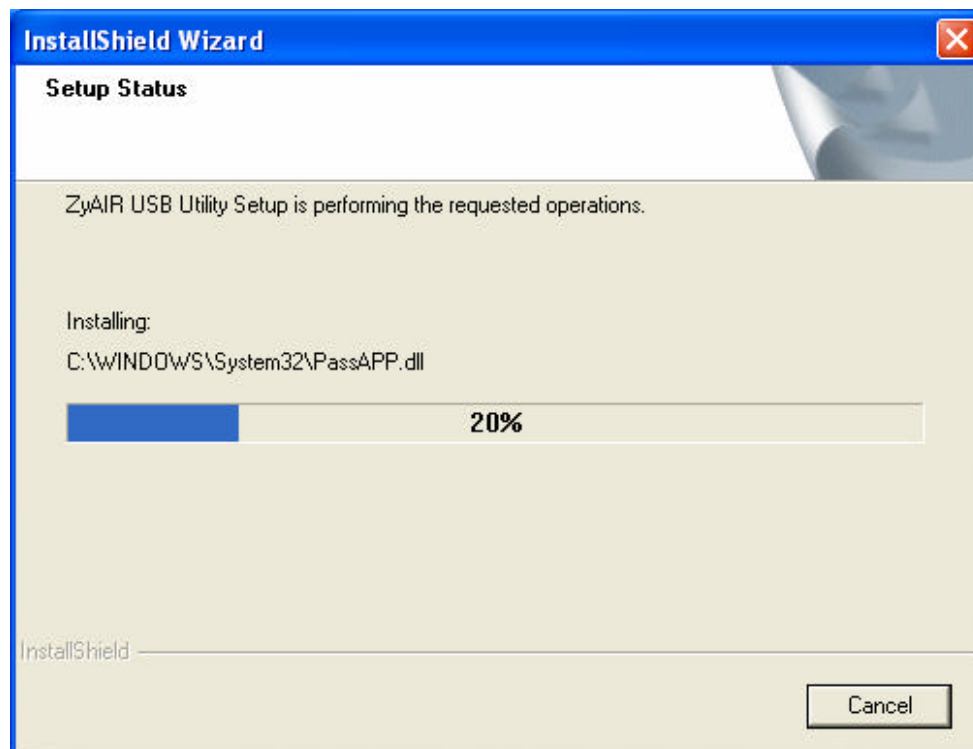 InstallShield Wizard
Setup Status
ZyAIR USB Utility Setup is performing the requested operations.
Installing:
C:\WINDOWS\System32\PassAPP.dll
20%
InstallShield
Cancel